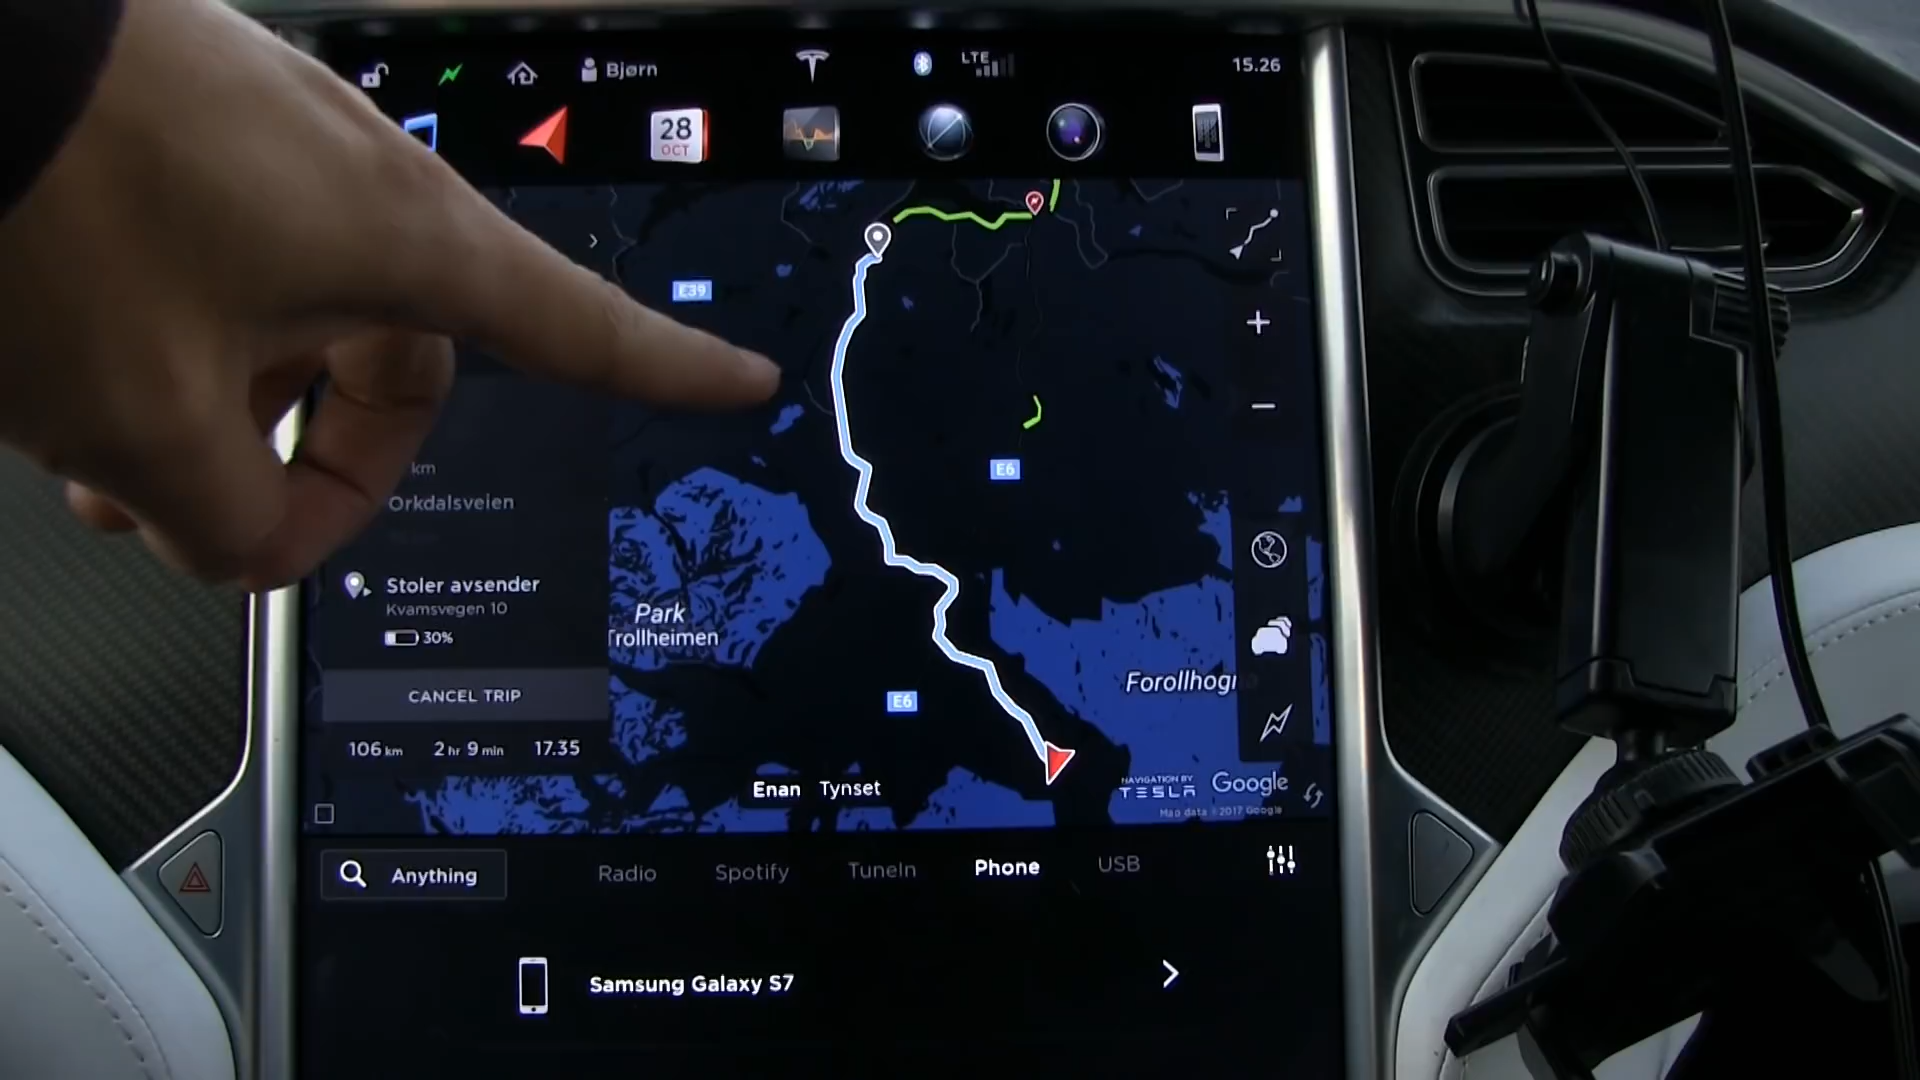 Bjørn
LTE
15.26
28
OCT
E39
km
Orkdalsveien
E6
Stoler avsender
Kvamsvegen 10
30%
Park
Trollheimen
CANCEL TRIP
E6
106 km 2 hr 9 min 17.35
Enan Tynset
NAVIGATION BY
TESLA
Google
Map data ©2017 Google
Anything
Radio
Spotify
TuneIn
Phone
USB
Samsung Galaxy S7